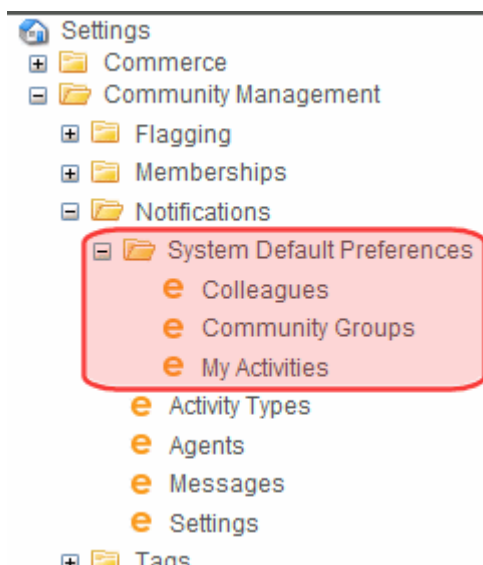 Settings
Commerce
Community Management
Flagging
Memberships
Notifications
System Default Preferences
Colleagues
Community Groups
My Activities
Activity Types
Agents
Messages
Settings
Tags